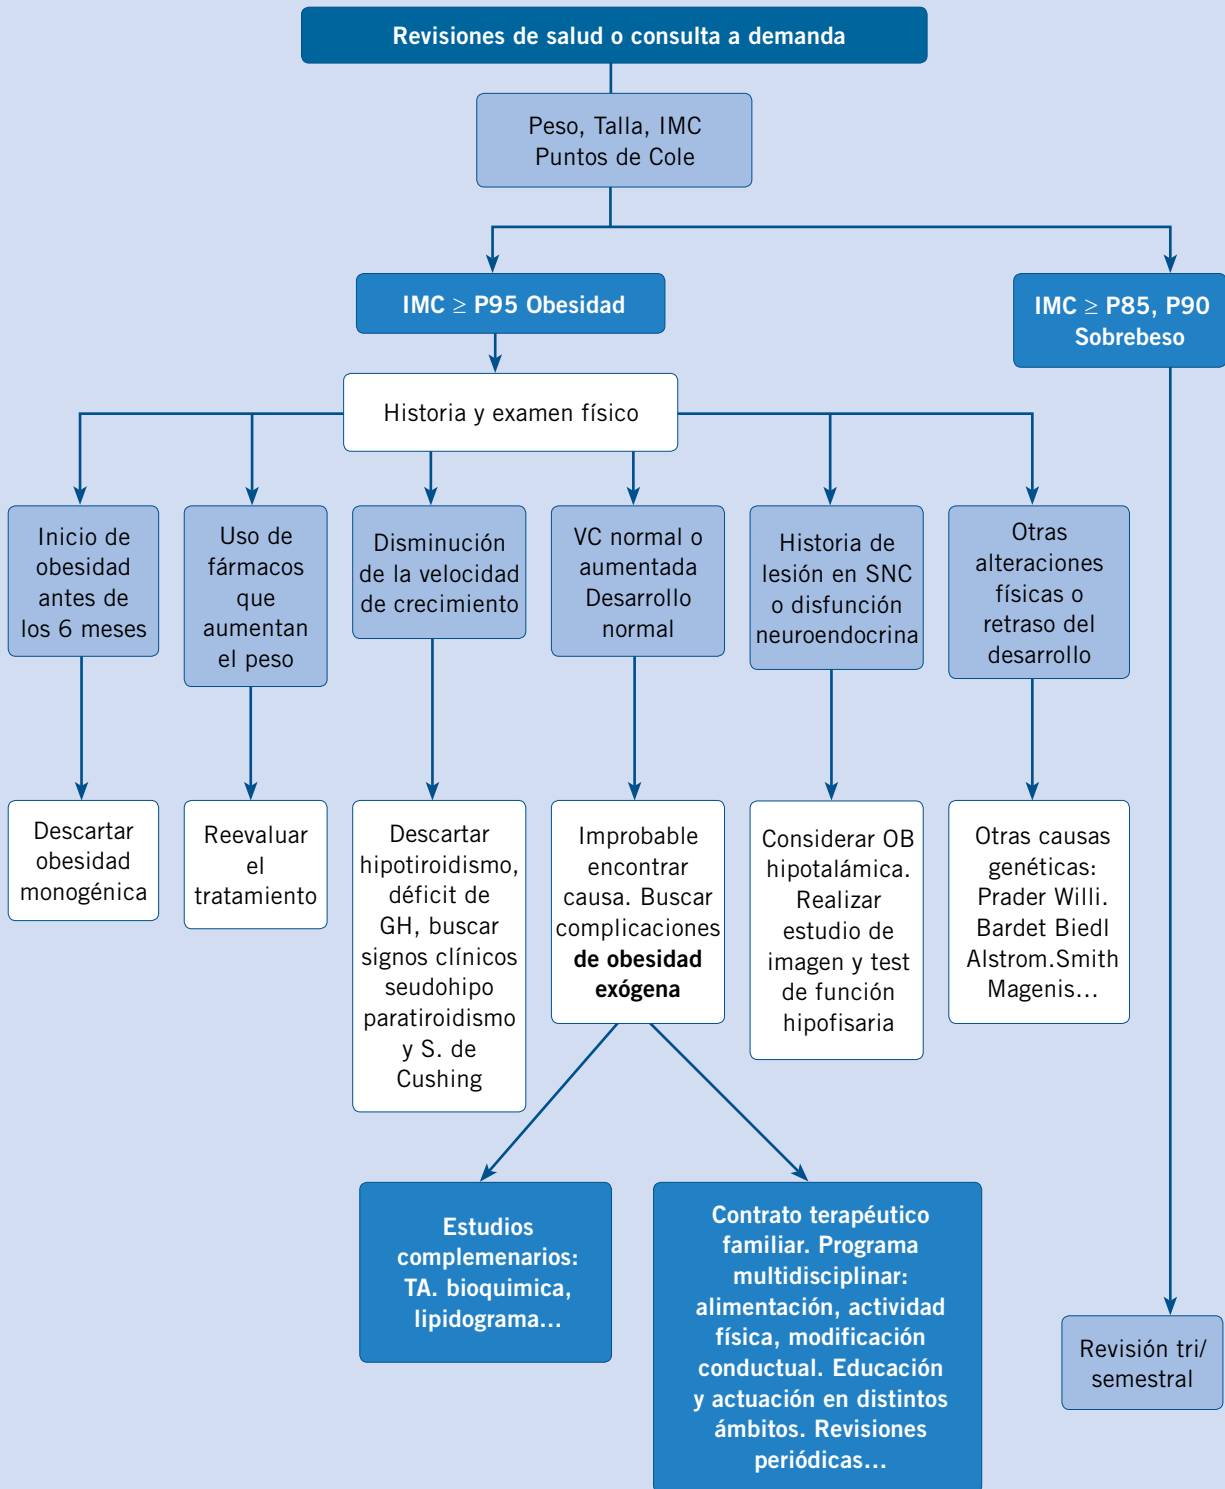 Revisiones de salud o consulta a demanda
Peso, Talla, IMC
Puntos de Cole
IMC ≥ P95 Obesidad
IMC ≥ P85, P90
Sobrebeso
Historia y examen físico
Inicio de
obesidad
antes de
los 6 meses
Uso de
fármacos
que
aumentan
el peso
Disminución
de la velocidad
de crecimiento
VC normal o
aumentada
Desarrollo
normal
Historia de
lesión en SNC
o disfunción
neuroendocrina
Otras
alteraciones
físicas o
retraso del
desarrollo
Descartar
obesidad
monogénica
Reevaluar
el
tratamiento
Descartar
hipotiroidismo,
déficit de
GH, buscar
signos clínicos
seudohipo
paratiroidismo
y S. de
Cushing
Improbable
encontrar
causa. Buscar
complicaciones
de obesidad
exógena
Considerar OB
hipotalámica.
Realizar
estudio de
imagen y test
de función
hipofisaria
Otras causas
genéticas:
Prader Willi.
Bardet Biedl
Alstrom.Smith
Magenis...
Estudios
complemenarios:
TA. bioquimica,
lipidograma...
Contrato terapéutico
familiar. Programa
multidisciplinar:
alimentación, actividad
física, modificación
conductual. Educación
y actuación en distintos
ámbitos. Revisiones
periódicas...
Revisión tri/
semestral